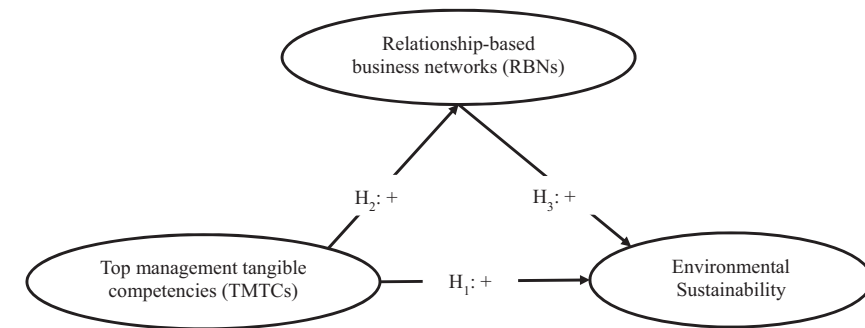 Relationship-based
business networks (RBNs)
H₂: +
H₃: +
Top management tangible
competencies (TMTCs)
H₁: +
Environmental
Sustainability